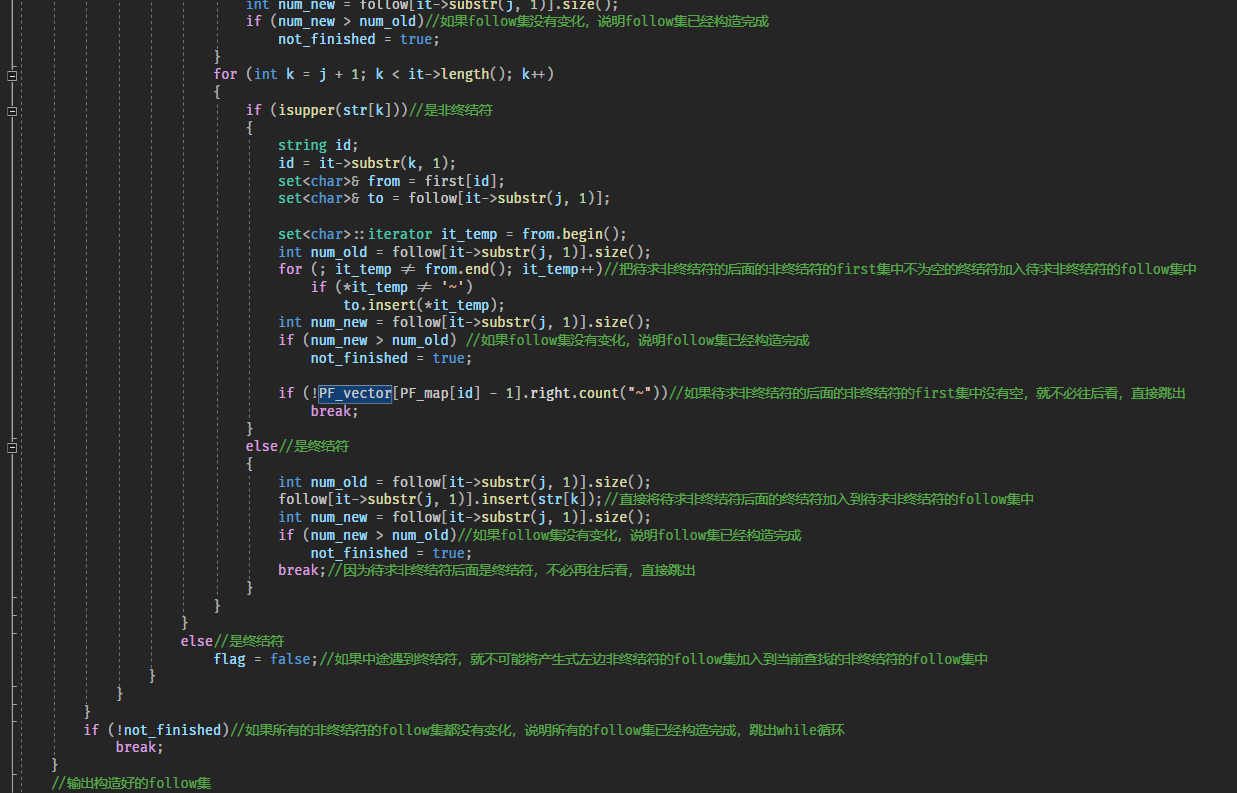 int num_new = follow[it->substr(j, 1)].size();
if (num_new > num_old)//如果follow集没有变化，说明follow集已经构造完成
not_finished = true;
}
for (int k = j + 1; k < it->length(); k++)
{
if (isupper(str[k]))//是非终结符
{
string id;
id = it->substr(k, 1);
set<char>& from = first[id];
set<char>& to = follow[it->substr(j, 1)];
set<char>::iterator it_temp = from.begin();
int num_old = follow[it->substr(j, 1)].size();
for (; it_temp != from.end(); it_temp++)//把待求非终结符的后面的非终结符的first集中不为空的终结符加入待求非终结符的follow集中
if (*it_temp != '~')
to.insert(*it_temp);
int num_new = follow[it->substr(j, 1)].size();
if (num_new > num_old) //如果follow集没有变化，说明follow集已经构造完成
not_finished = true;
if (!PF_vector[PF_map[id] - 1].right.count("~"))//如果待求非终结符的后面的非终结符的first集中没有空，就不必往后看，直接跳出
break;
}
else//是终结符
{
int num_old = follow[it->substr(j, 1)].size();
follow[it->substr(j, 1)].insert(str[k]);//直接将待求非终结符后面的终结符加入到待求非终结符的follow集中
int num_new = follow[it->substr(j, 1)].size();
if (num_new > num_old)//如果follow集没有变化，说明follow集已经构造完成
not_finished = true;
break;//因为待求非终结符后面是终结符，不必再往后看，直接跳出
}
}
}
else//是终结符
flag = false;//如果中途遇到终结符，就不可能将产生式左边非终结符的follow集加入到当前查找的非终结符的follow集中
}
}
}
if (!not_finished)//如果所有的非终结符的follow集都没有变化，说明所有的follow集已经构造完成，跳出while循环
break;
}
//输出构造好的follow集